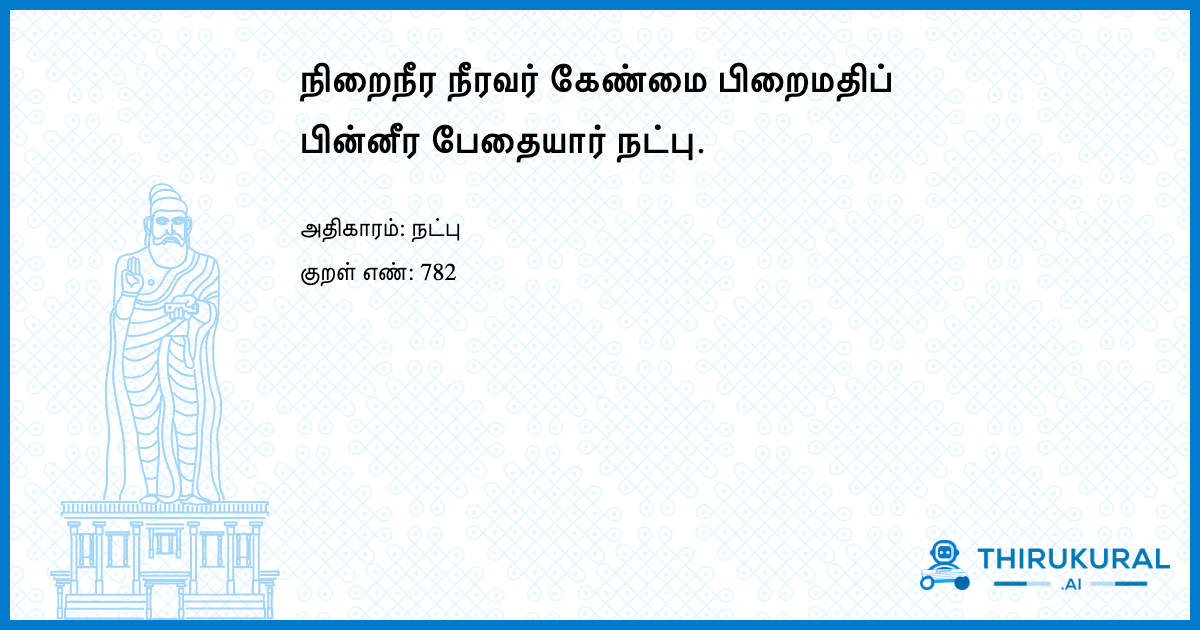 நிறைநீர நீரவர் கேண்மை பிறைமதிப்
பின்னீர பேதையார் நட்பு.
அதிகாரம்: நட்பு
குறள் எண்: 782
THIRUKURAL
.AI